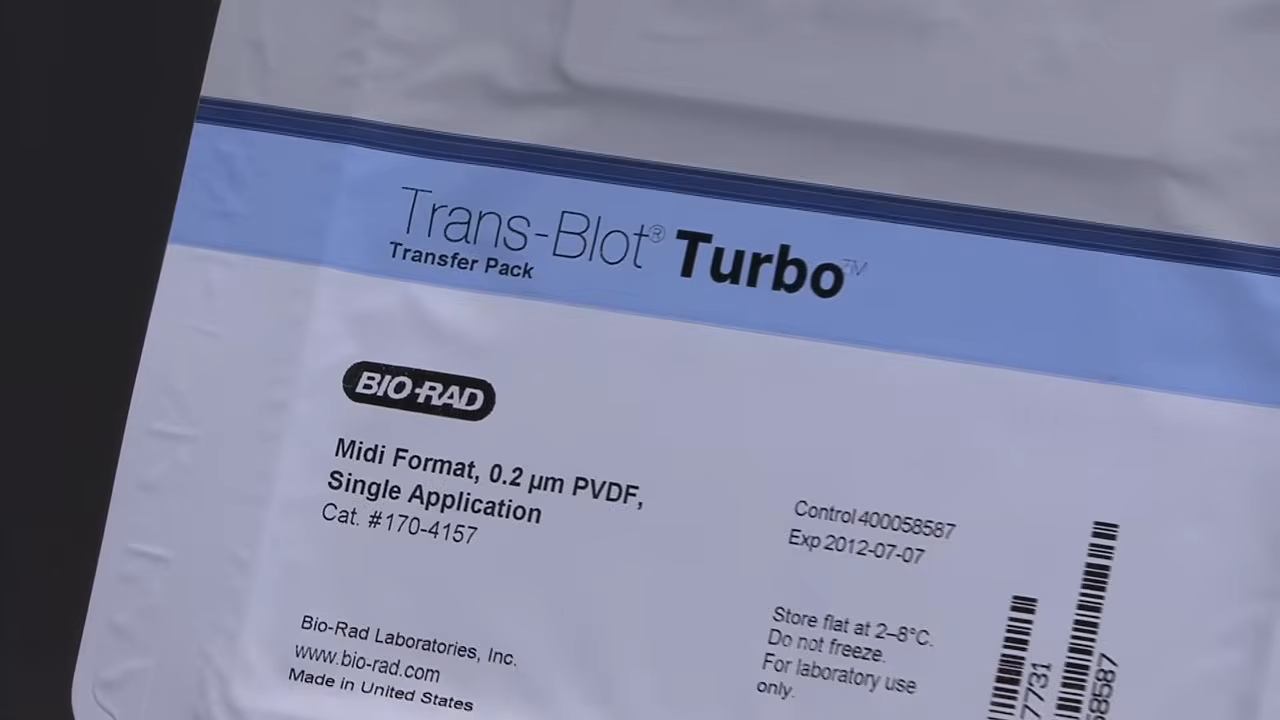 Trans-Blot® Turbo™
Transfer Pack
BIO-RAD
Midi Format, 0.2 µm PVDF,
Single Application
Cat. #170-4157
Control 400058587
Exp 2012-07-07
Bio-Rad Laboratories, Inc.
www.bio-rad.com
Made in United States
Store flat at 2–8°C.
Do not freeze.
For laboratory use
only.
7731
58587